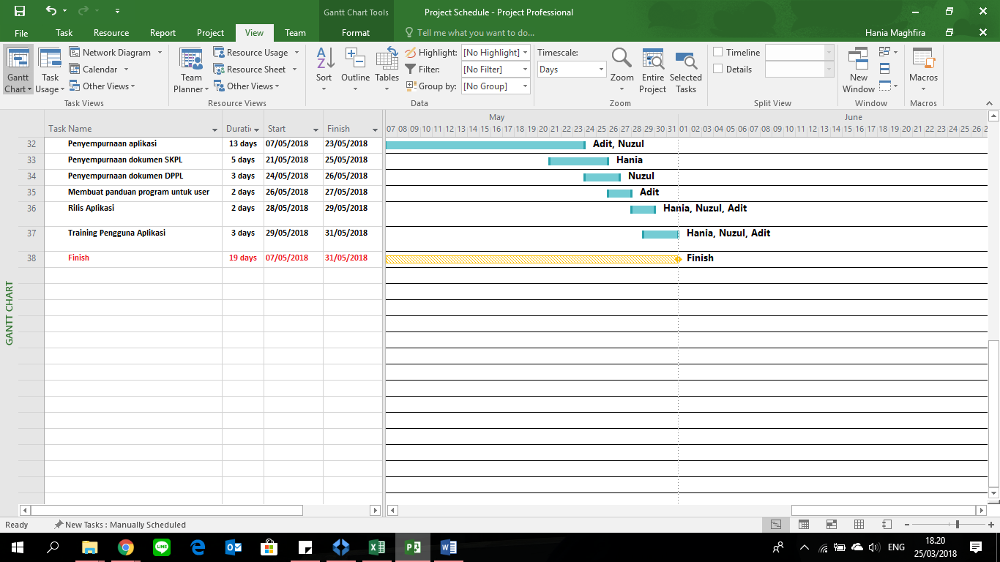 Gantt Chart Tools
Project Schedule - Project Professional
File Task Resource Report Project View Team Format Tell me what you want to do... Hania Maghfira
Gantt Chart
Task Usage
Network Diagram
Calendar
Other Views
Task Views
Team Planner
Resource Usage
Resource Sheet
Other Views
Resource Views
Sort
Outline
Tables
Highlight: [No Highlight]
Filter: [No Filter]
Group by: [No Group]
Data
Timescale:
Days
Zoom
Entire Project
Selected Tasks
Zoom
Timeline
Details
Split View
New Window
Window
Macros
Macros
May June
Task Name Durati Start Finish
07 08 09 10 11 12 13 14 15 16 17 18 19 20 21 22 23 24 25 26 27 28 29 30 31 01 02 03 04 05 06 07 08 09 10 11 12 13 14 15 16 17 18 19 20 21 22 23 24 25 26
32 Penyempurnaan aplikasi 13 days 07/05/2018 23/05/2018 Adit, Nuzul
33 Penyempurnaan dokumen SKPL 5 days 21/05/2018 25/05/2018 Hania
34 Penyempurnaan dokumen DPPL 3 days 24/05/2018 26/05/2018 Nuzul
35 Membuat panduan program untuk user 2 days 26/05/2018 27/05/2018 Adit
36 Rilis Aplikasi 2 days 28/05/2018 29/05/2018 Hania, Nuzul, Adit
37 Training Pengguna Aplikasi 3 days 29/05/2018 31/05/2018 Hania, Nuzul, Adit
38 Finish 19 days 07/05/2018 31/05/2018 Finish
GANTT CHART
Ready New Tasks : Manually Scheduled
LINE
ENG
18.20
25/03/2018